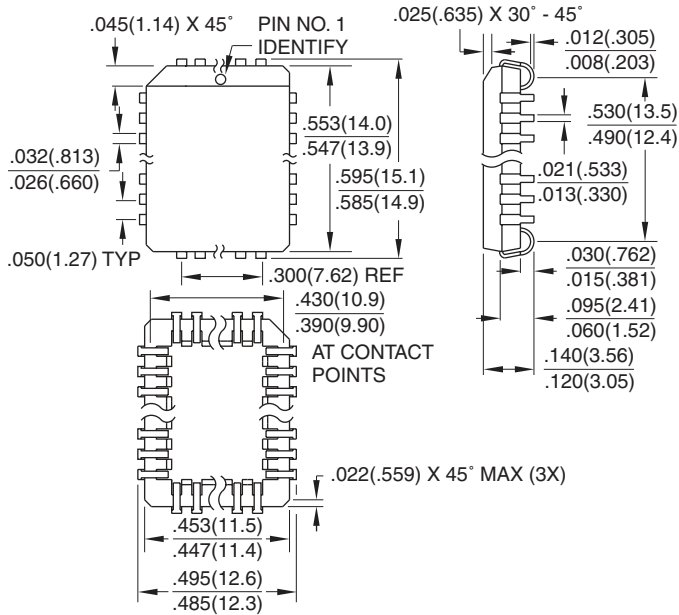 .045(1.14) X 45°
PIN NO. 1
IDENTIFY
.025(.635) X 30° - 45°
.012(.305)
.008(.203)
.530(13.5)
.490(12.4)
.553(14.0)
.547(13.9)
.595(15.1)
.585(14.9)
.032(.813)
.026(.660)
.021(.533)
.013(.330)
.050(1.27) TYP
.300(7.62) REF
.030(.762)
.015(.381)
.430(10.9)
.390(9.90)
AT CONTACT
POINTS
.095(2.41)
.060(1.52)
.140(3.56)
.120(3.05)
.022(.559) X 45° MAX (3X)
.453(11.5)
.447(11.4)
.495(12.6)
.485(12.3)